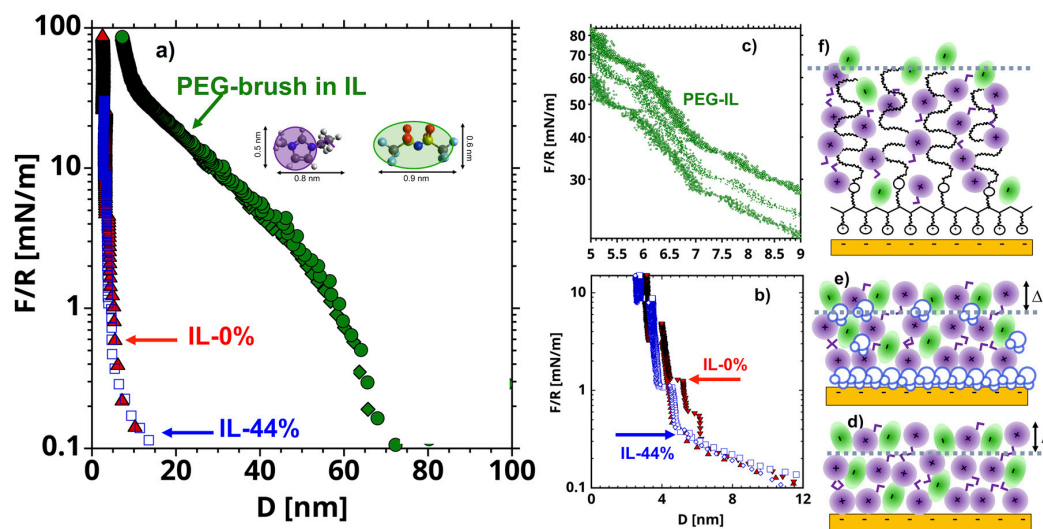 a)
PEG-brush in IL
0.5 nm
0.8 nm
0.6 nm
0.9 nm
IL-0%
IL-44%
F/R [mN/m]
100
10
1
0.1
0
20
40
60
80
100
D [nm]
c)
PEG-IL
F/R [mN/m]
80
70
60
50
40
30
5
5.5
6
6.5
7
7.5
8
8.5
9
b)
IL-0%
IL-44%
F/R [mN/m]
10
1
0.1
0
4
8
12
D [nm]
f)
e)
Δ
d)